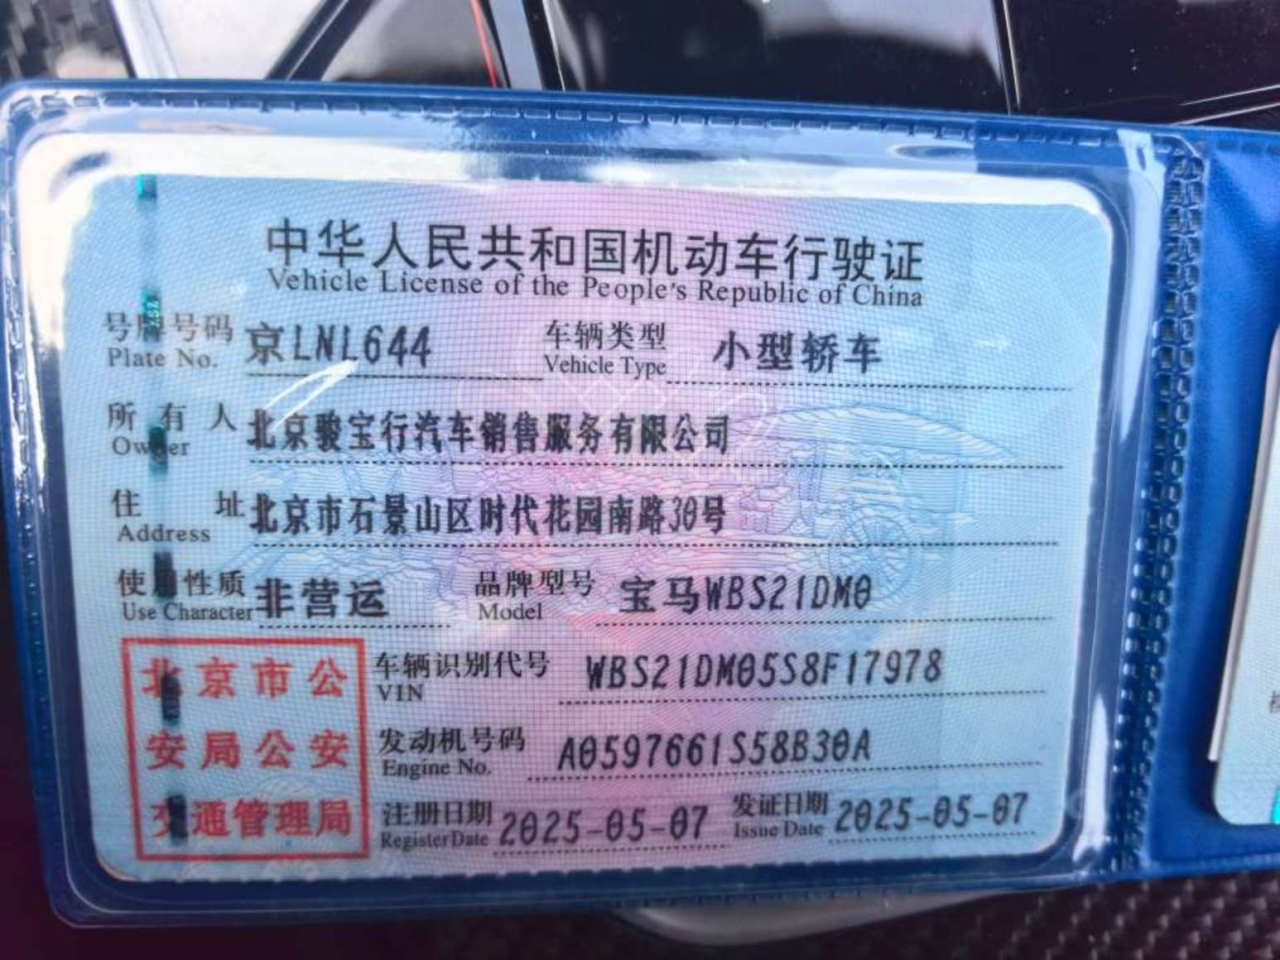 中华人民共和国机动车行驶证
Vehicle License of the People's Republic of China
号牌号码 京LNL644 车辆类型 小型轿车
Plate No. Vehicle Type
所有人 北京骏宝行汽车销售服务有限公司
Owner
住址 北京市石景山区时代花园南路30号
Address
使用性质 非营运 品牌型号 宝马WBS21DM0
Use Character Model
北京市公
安局公安
交通管理局
车辆识别代号 WBS21DM05S8F17978
VIN
发动机号码 A0597661S58B30A
Engine No.
注册日期 2025-05-07 发证日期 2025-05-07
Register Date Issue Date